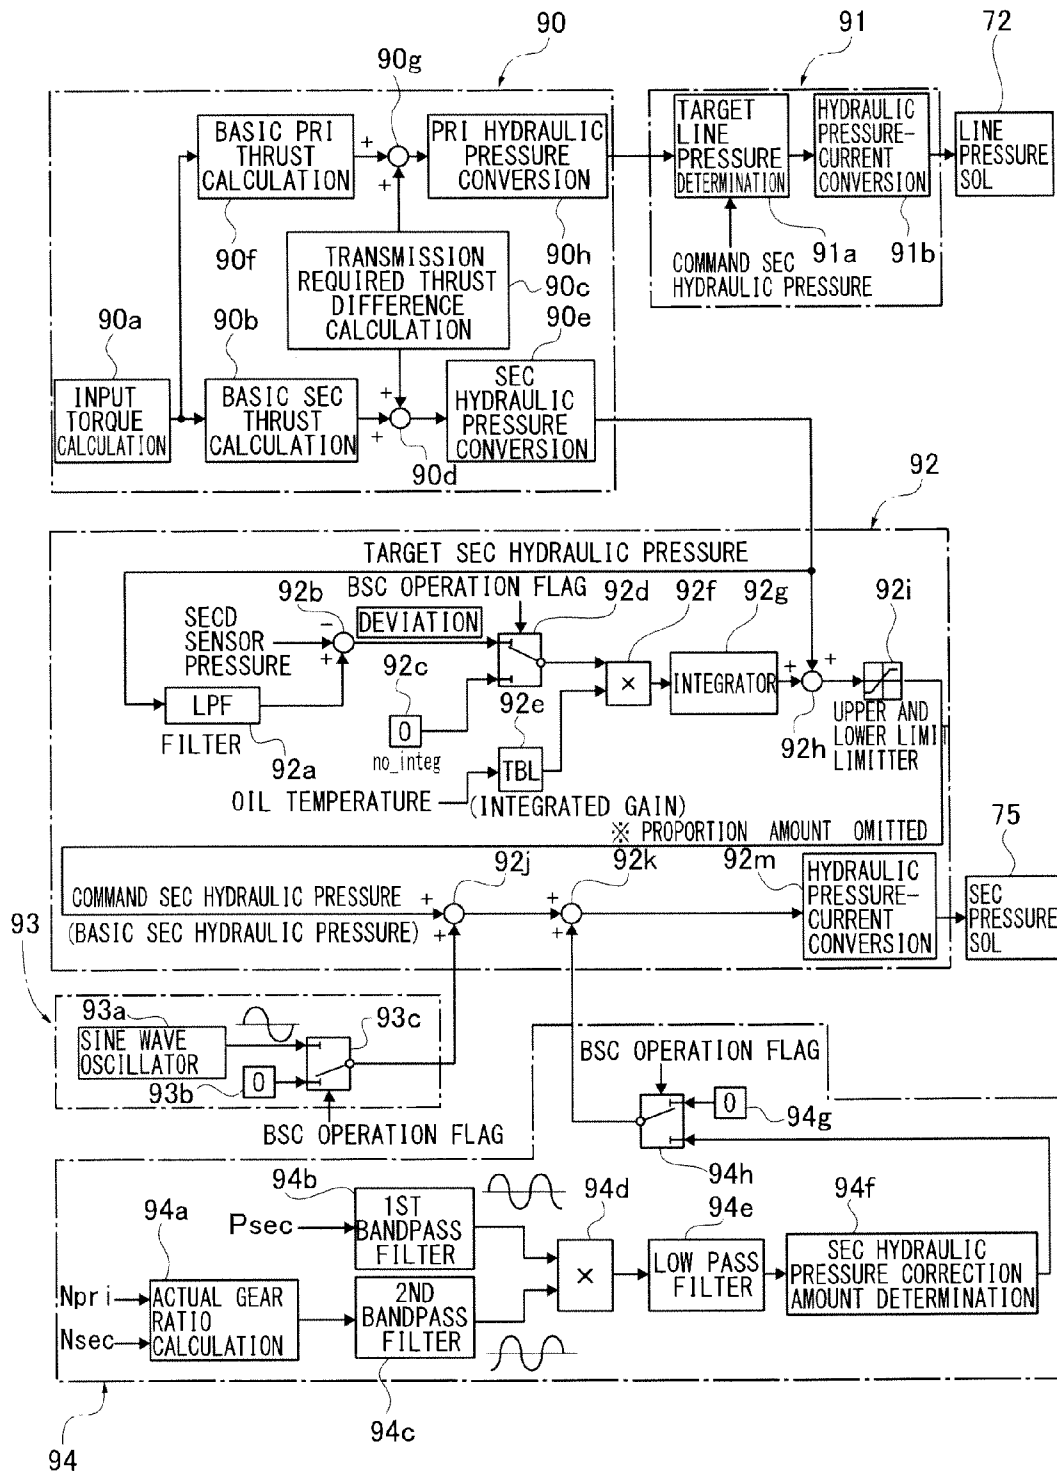 90
91
72
90g
BASIC PRI
THRUST
CALCULATION
PRI HYDRAULIC
PRESSURE
CONVERSION
TARGET
LINE
PRESSURE
DETERMINATION
HYDRAULIC
PRESSURE-
CURRENT
CONVERSION
LINE
PRESSURE
SOL
+
+
90f
90h
91a
91b
TRANSMISSION
REQUIRED THRUST
DIFFERENCE
CALCULATION
90c
COMMAND SEC
HYDRAULIC PRESSURE
90a
90b
90e
INPUT
TORQUE
CALCULATION
BASIC SEC
THRUST
CALCULATION
+
+
SEC
HYDRAULIC
PRESSURE
CONVERSION
90d
92
TARGET SEC HYDRAULIC PRESSURE
BSC OPERATION FLAG
92b
92d
92f
92g
92i
SECD
SENSOR
PRESSURE
−
+
DEVIATION
92c
×
INTEGRATOR
+
+
LPF
FILTER
92a
0
no_integ
92e
TBL
92h
UPPER AND
LOWER LIMIT
LIMITTER
OIL TEMPERATURE
(INTEGRATED GAIN)
※ PROPORTION AMOUNT OMITTED
75
92j
92k
92m
COMMAND SEC HYDRAULIC PRESSURE
(BASIC SEC HYDRAULIC PRESSURE)
+
+
+
+
HYDRAULIC
PRESSURE-
CURRENT
CONVERSION
SEC
PRESSURE
SOL
93
93a
93c
SINE WAVE
OSCILLATOR
93b
0
BSC OPERATION FLAG
BSC OPERATION FLAG
0
94g
94h
94b
94d
94e
94f
94a
Psec
1ST
BANDPASS
FILTER
×
LOW PASS
FILTER
SEC HYDRAULIC
PRESSURE CORRECTION
AMOUNT DETERMINATION
Npri
Nsec
ACTUAL GEAR
RATIO
CALCULATION
2ND
BANDPASS
FILTER
94c
94